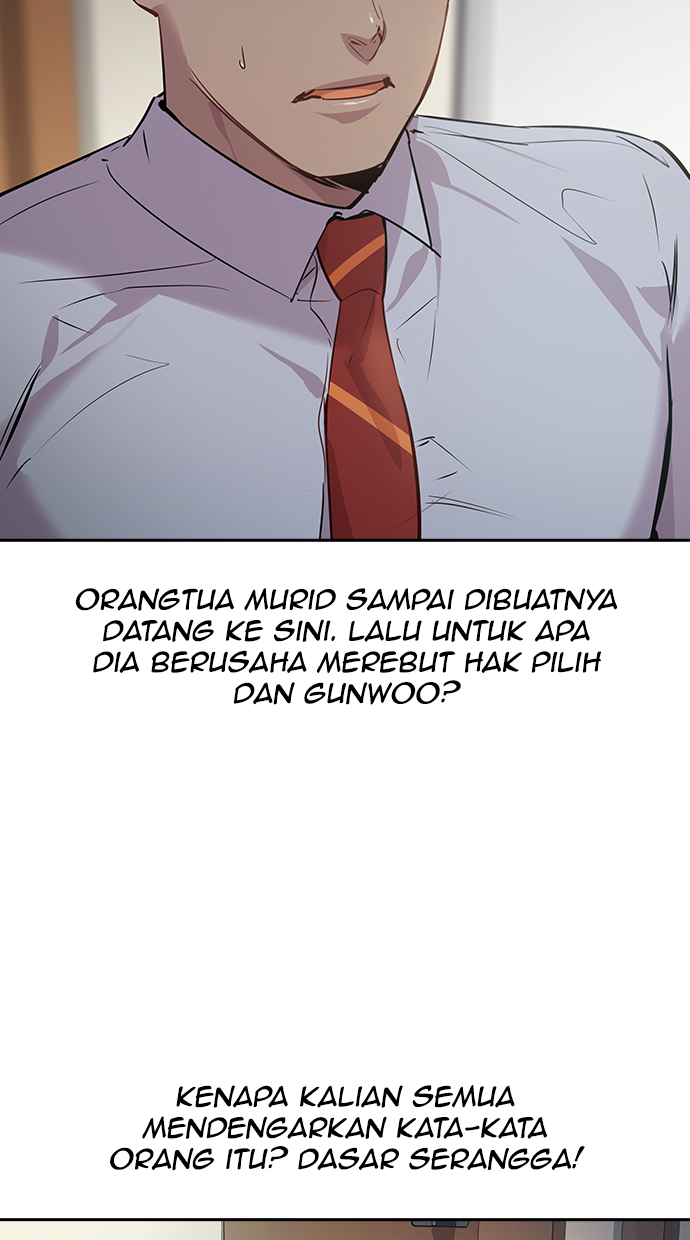 ORANGTUA MURID SAMPAI DIBUATNYA
DATANG KE SINI. LALU UNTUK APA
DIA BERUSAHA MEREBUT HAK PILIH
DAN GUNWOO?
KENAPA KALIAN SEMUA
MENDENGARKAN KATA-KATA
ORANG ITU? DASAR SERANGGA!